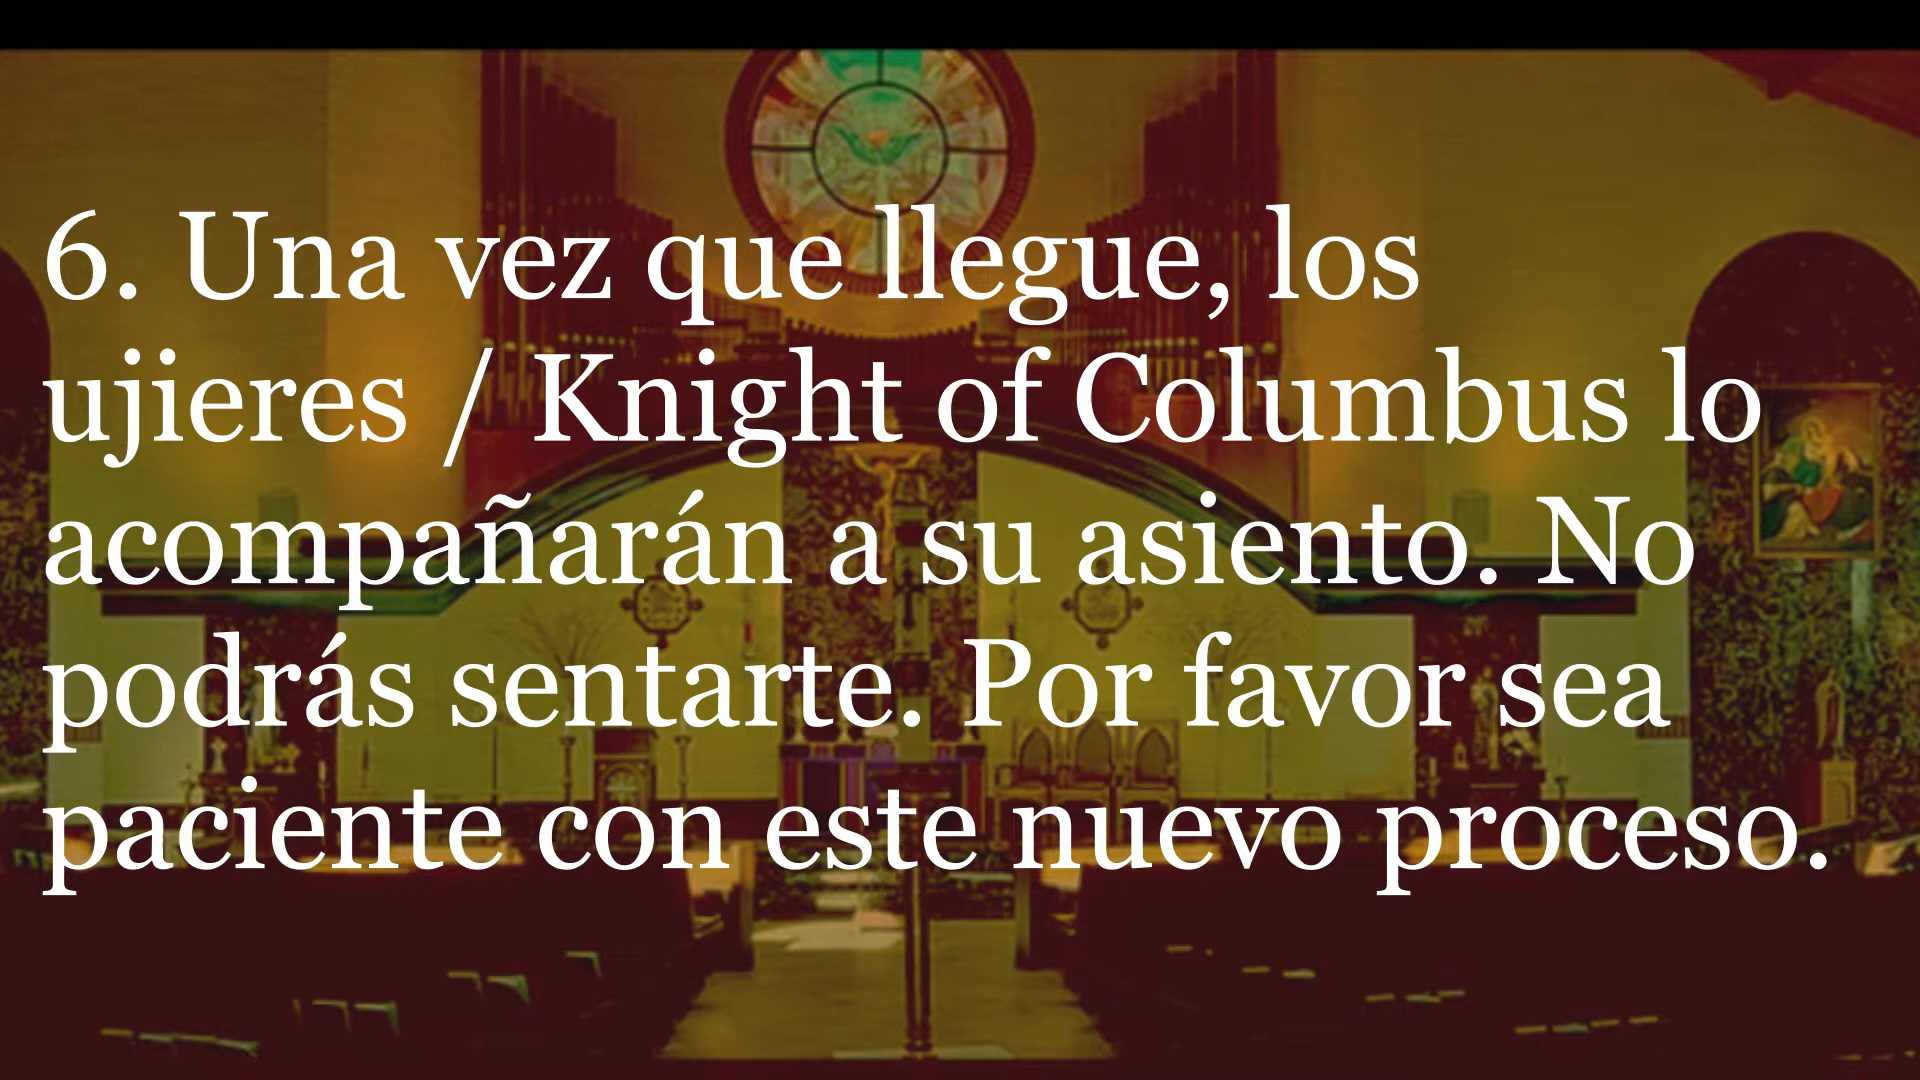 6. Una vez que llegue, los
ujieres / Knight of Columbus lo
acompañarán a su asiento. No
podrás sentarte. Por favor sea
paciente con este nuevo proceso.